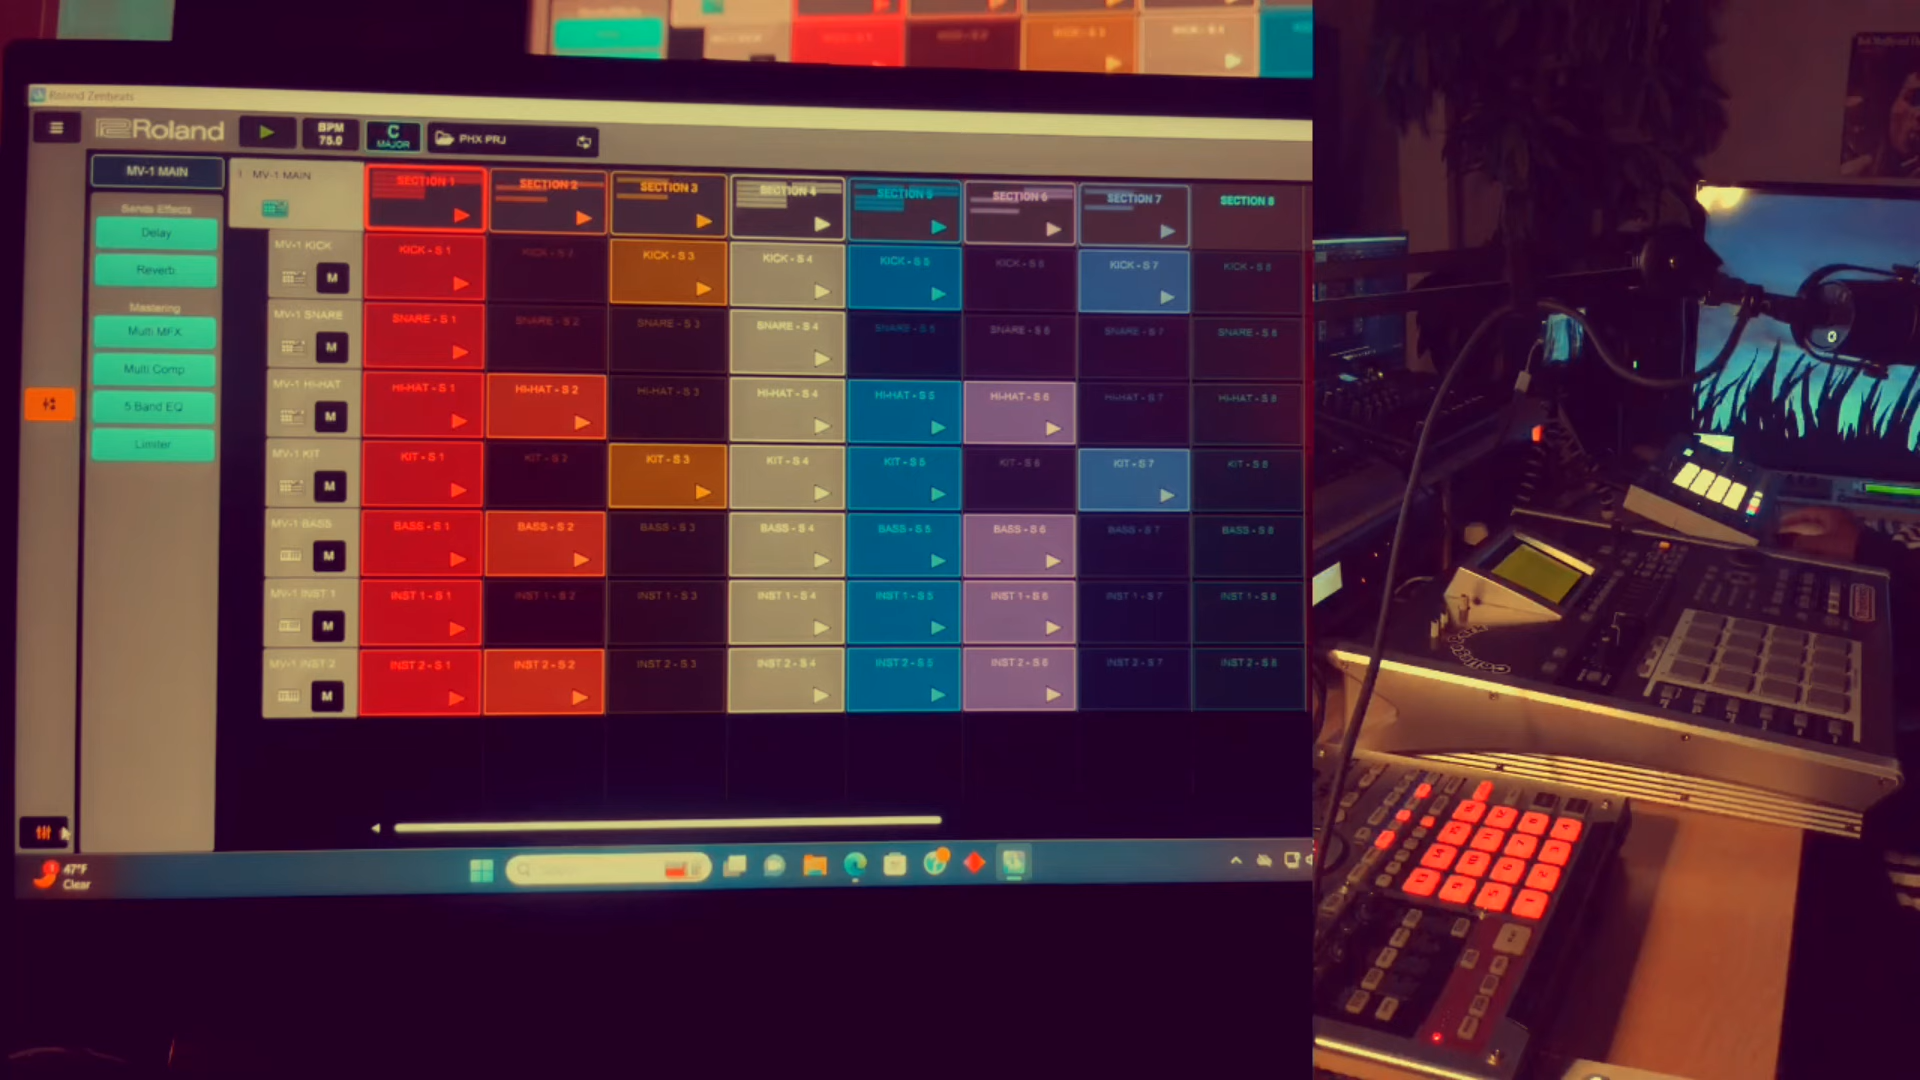 Roland Zenbeats
Roland
BPM
75.0
C
MAJOR
PHX PRJ
MV-1 MAIN
1 MV-1 MAIN
SECTION 1
SECTION 2
SECTION 3
SECTION 4
SECTION 5
SECTION 6
SECTION 7
SECTION 8
Sends Effects
Delay
Reverb
Mastering
Multi MFX
Multi Comp
5 Band EQ
Limiter
MV-1 KICK
M
KICK - S 1
KICK - S 2
KICK - S 3
KICK - S 4
KICK - S 5
KICK - S 6
KICK - S 7
KICK - S 8
MV-1 SNARE
M
SNARE - S 1
SNARE - S 2
SNARE - S 3
SNARE - S 4
SNARE - S 5
SNARE - S 6
SNARE - S 7
SNARE - S 8
MV-1 HI-HAT
M
HI-HAT - S 1
HI-HAT - S 2
HI-HAT - S 3
HI-HAT - S 4
HI-HAT - S 5
HI-HAT - S 6
HI-HAT - S 7
HI-HAT - S 8
MV-1 KIT
M
KIT - S 1
KIT - S 2
KIT - S 3
KIT - S 4
KIT - S 5
KIT - S 6
KIT - S 7
KIT - S 8
MV-1 BASS
M
BASS - S 1
BASS - S 2
BASS - S 3
BASS - S 4
BASS - S 5
BASS - S 6
BASS - S 7
BASS - S 8
MV-1 INST 1
M
INST 1 - S 1
INST 1 - S 2
INST 1 - S 3
INST 1 - S 4
INST 1 - S 5
INST 1 - S 6
INST 1 - S 7
INST 1 - S 8
MV-1 INST 2
M
INST 2 - S 1
INST 2 - S 2
INST 2 - S 3
INST 2 - S 4
INST 2 - S 5
INST 2 - S 6
INST 2 - S 7
INST 2 - S 8
47°F
Clear
Search